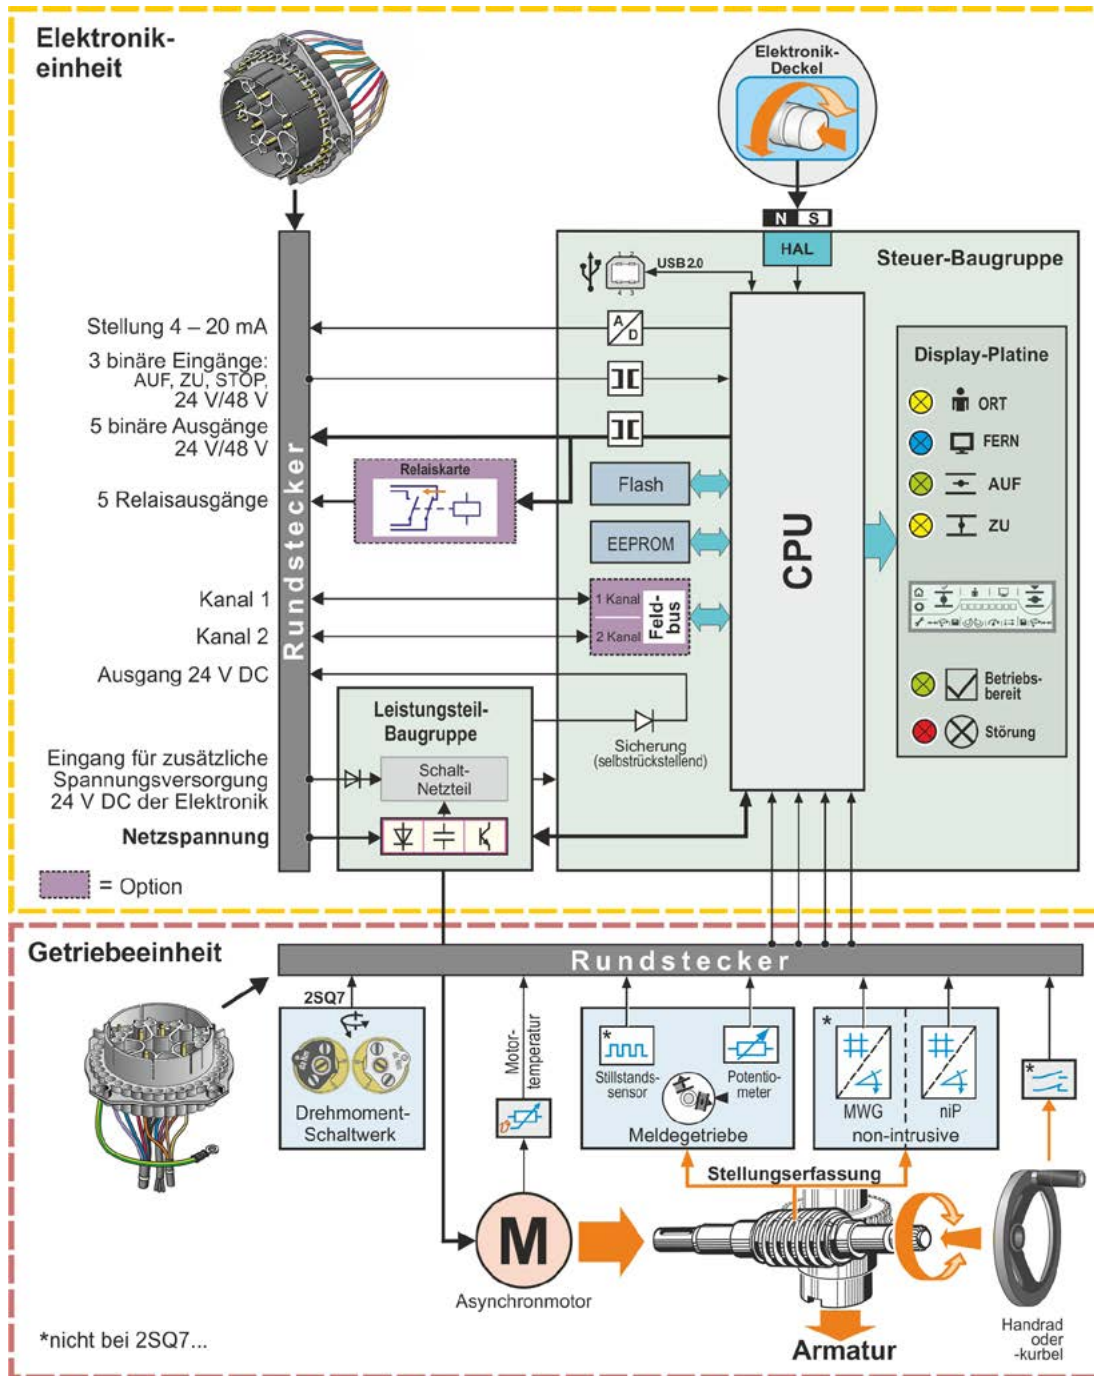 Elektronik-
einheit
Elektronik-
Deckel
N S
HAL
Steuer-Baugruppe
1 2
USB 2.0
4 3
Stellung 4 – 20 mA
A/D
3 binäre Eingänge:
AUF, ZU, STOP,
24 V/48 V
5 binäre Ausgänge
24 V/48 V
Relaiskarte
5 Relaisausgänge
Flash
EEPROM
Kanal 1
1 Kanal
Kanal 2
2 Kanal
Feld-
bus
Ausgang 24 V DC
Rundstecker
CPU
Display-Platine
ORT
FERN
AUF
ZU
Betriebs-
bereit
Störung
Leistungsteil-
Baugruppe
Sicherung
(selbstrückstellend)
Eingang für zusätzliche
Spannungsversorgung
24 V DC der Elektronik
Schalt-
Netzteil
Netzspannung
= Option
Getriebeeinheit
Rundstecker
2SQ7
Drehmoment-
Schaltwerk
Motor-
temperatur
*
Stillstands-
sensor
Potentio-
meter
Meldegetriebe
*
MWG
niP
non-intrusive
*
Stellungserfassung
M
Asynchronmotor
Armatur
Handrad
oder
-kurbel
*nicht bei 2SQ7...